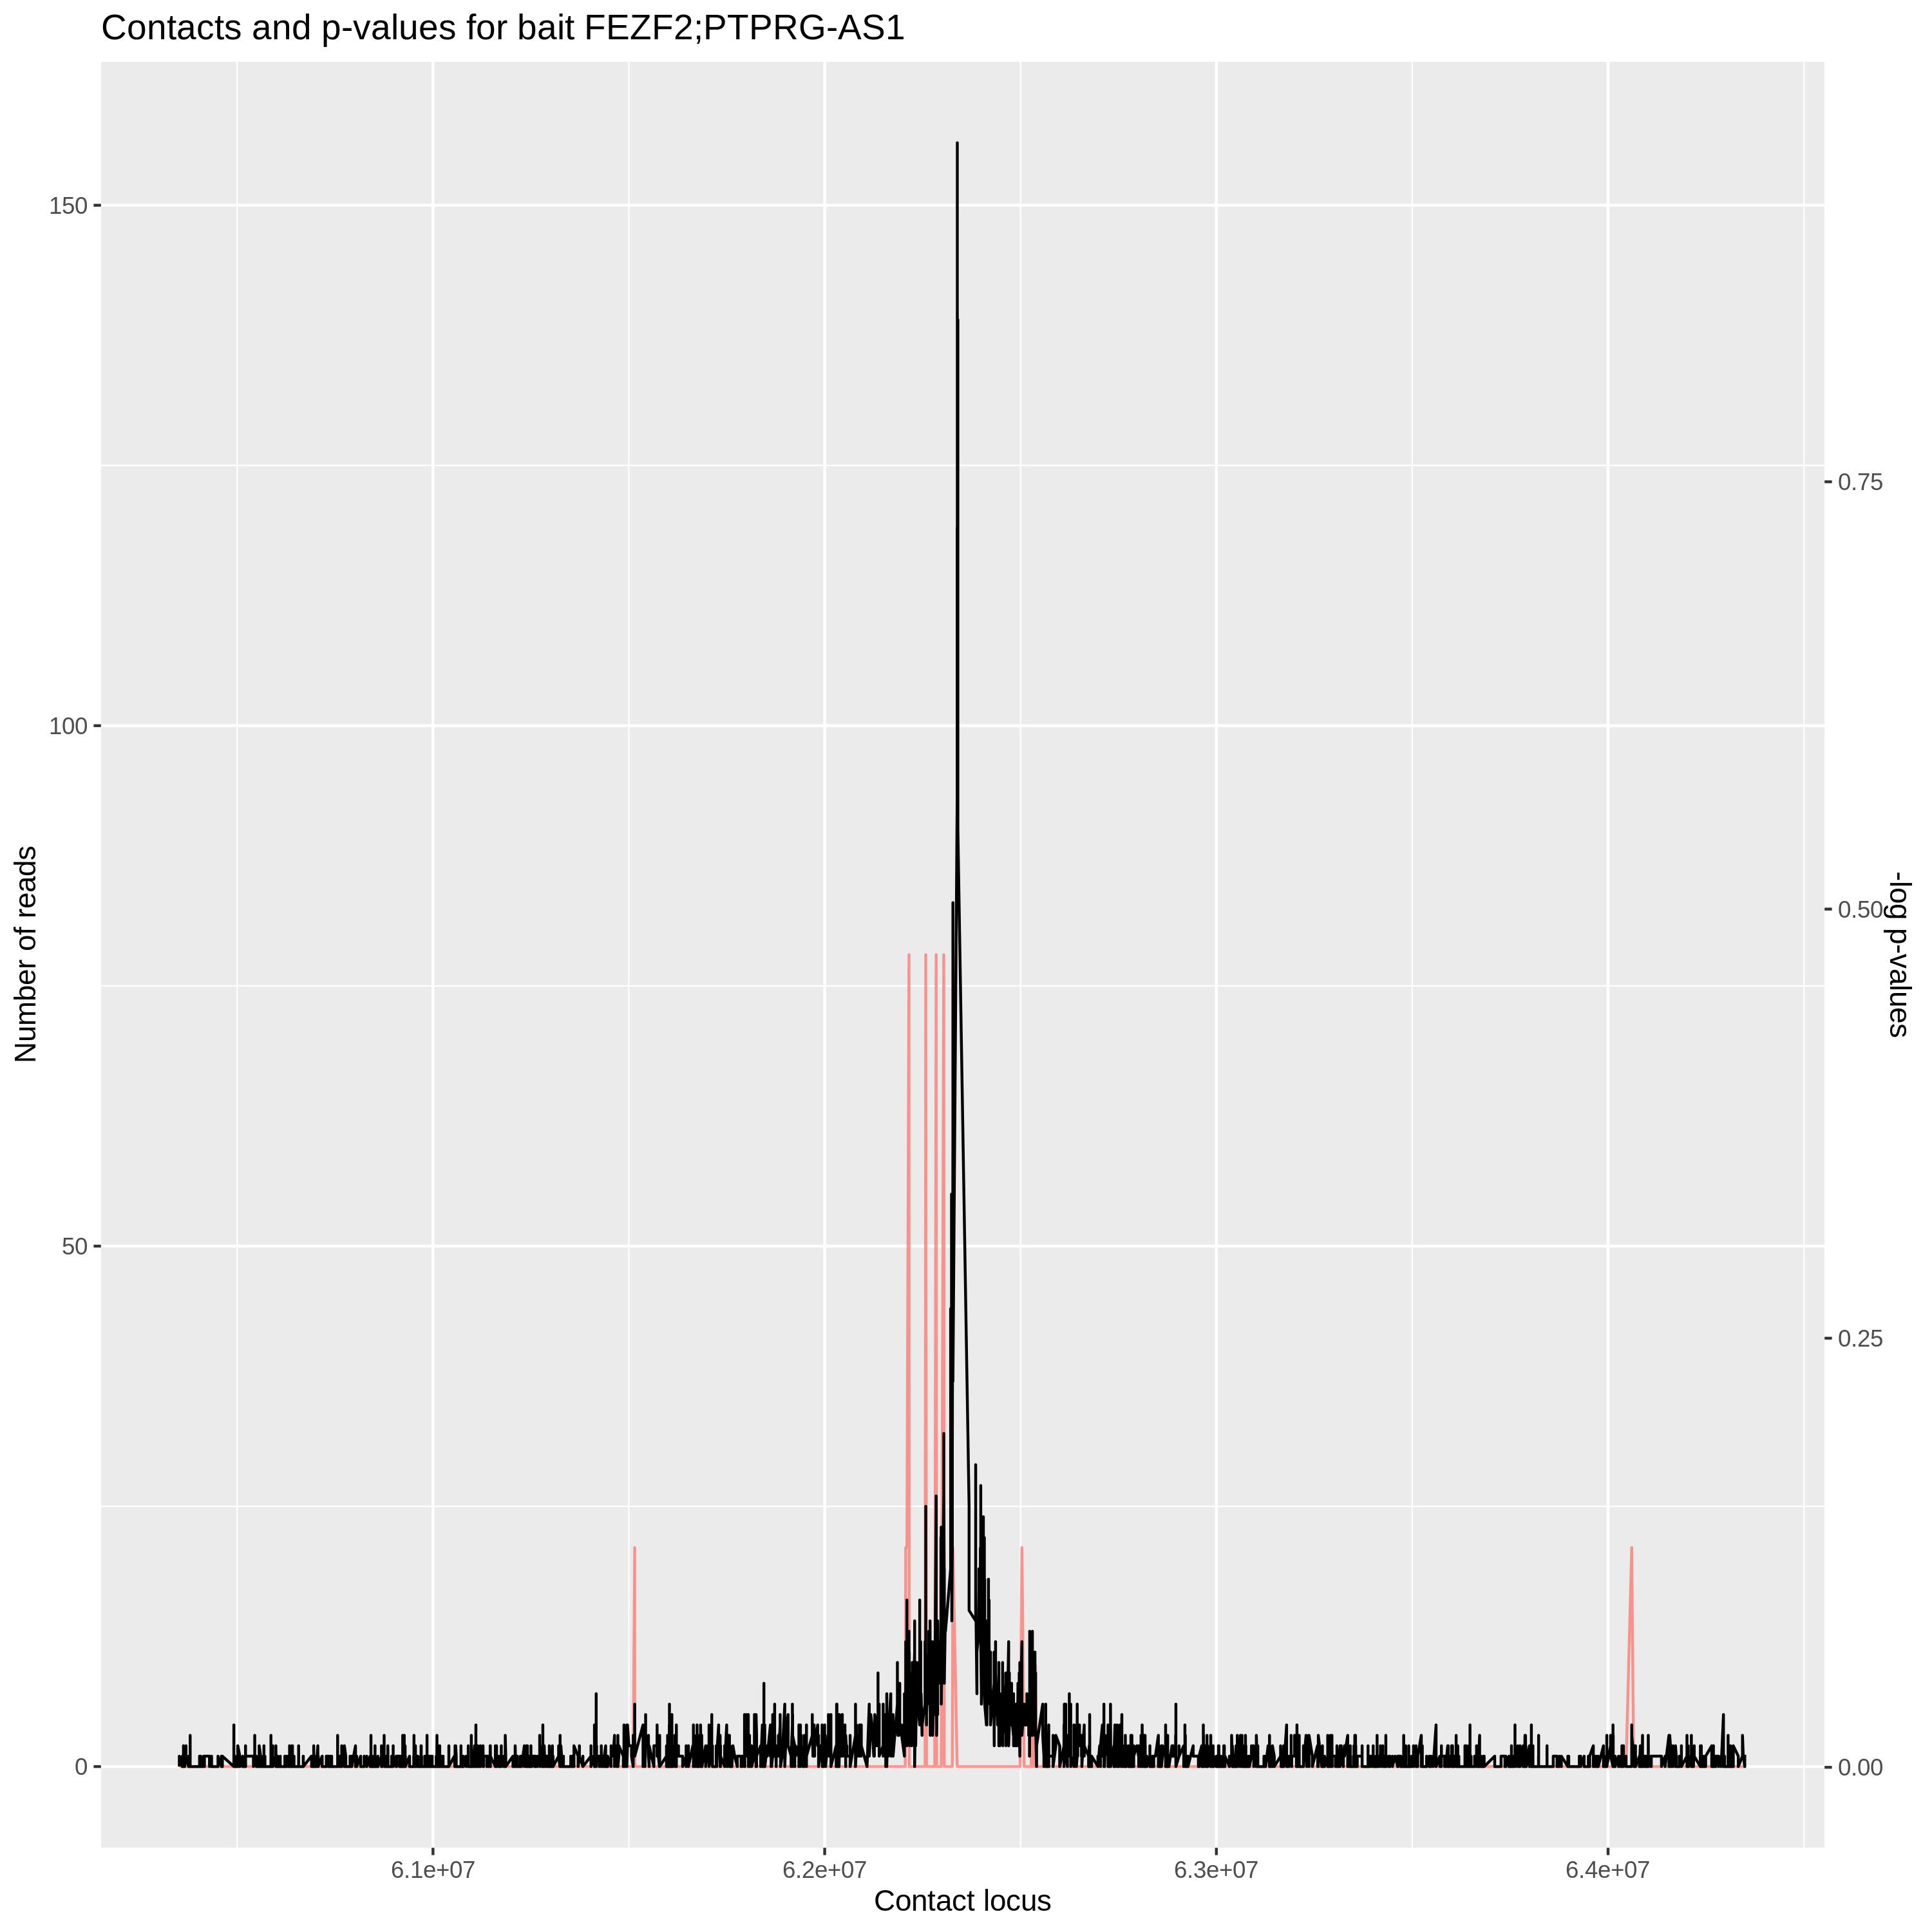 Contacts and p-values for bait FEZF2;PTPRG-AS1
150
100
50
0
Number of reads
0.75
0.50
0.25
0.00
-log p-values
6.1e+07
6.2e+07
6.3e+07
6.4e+07
Contact locus